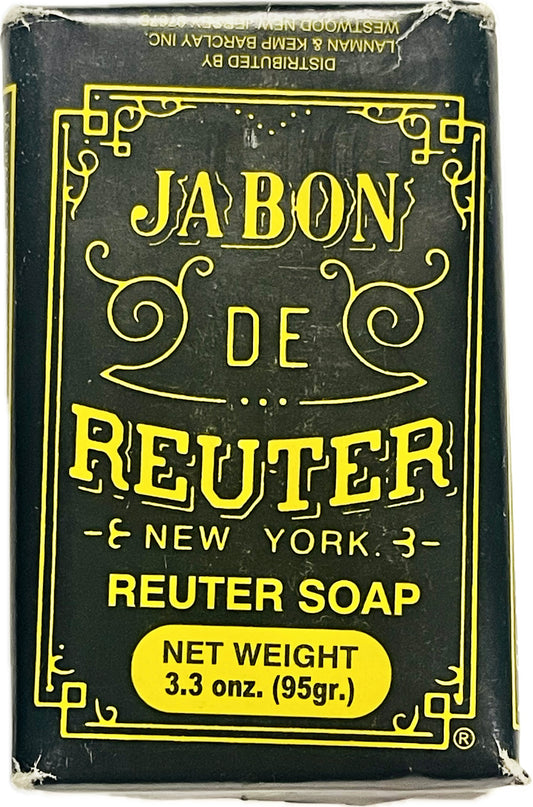 DISTRIBUTED BY
LANMAN & KEMP BARCLAY INC.
WESTWOOD NEW JERSEY
JABON
DE
REUTER
NEW YORK.
REUTER SOAP
NET WEIGHT
3.3 onz. (95gr.)
®